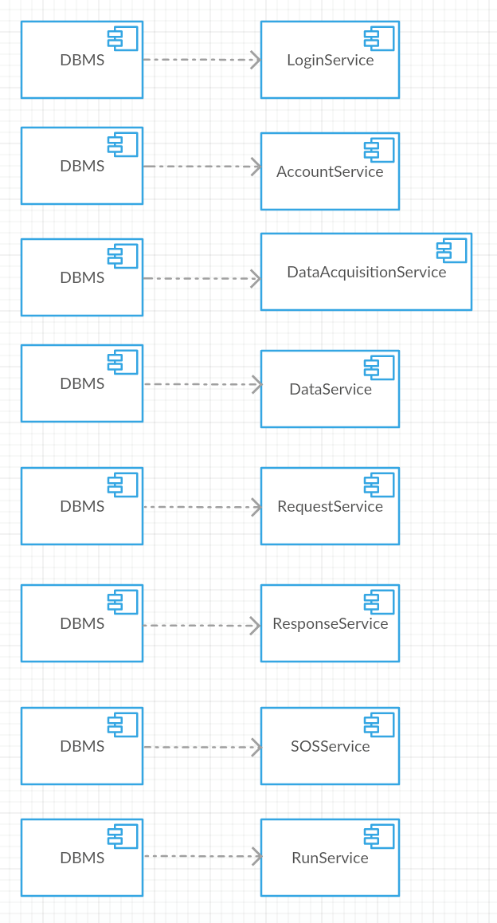 DBMS
LoginService
DBMS
AccountService
DBMS
DataAcquisitionService
DBMS
DataService
DBMS
RequestService
DBMS
ResponseService
DBMS
SOSService
DBMS
RunService